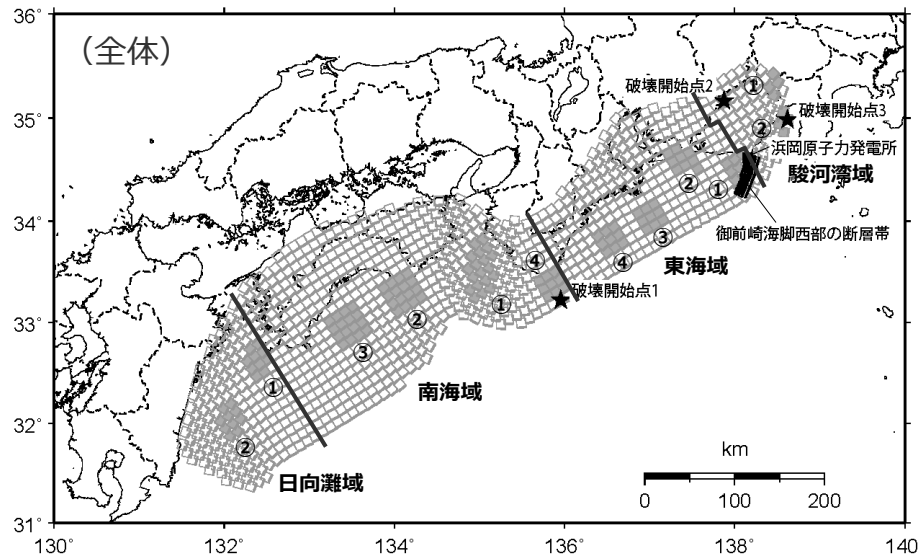 36°
（全体）
破壊開始点2
①
破壊開始点3
35°
②
浜岡原子力発電所
駿河湾域
②
①
34°
御前崎海脚西部の断層帯
③
④
④
東海域
破壊開始点1
①
33°
②
③
①
南海域
32°
②
日向灘域
km
0 100 200
31°
130 132 134 136 138 140